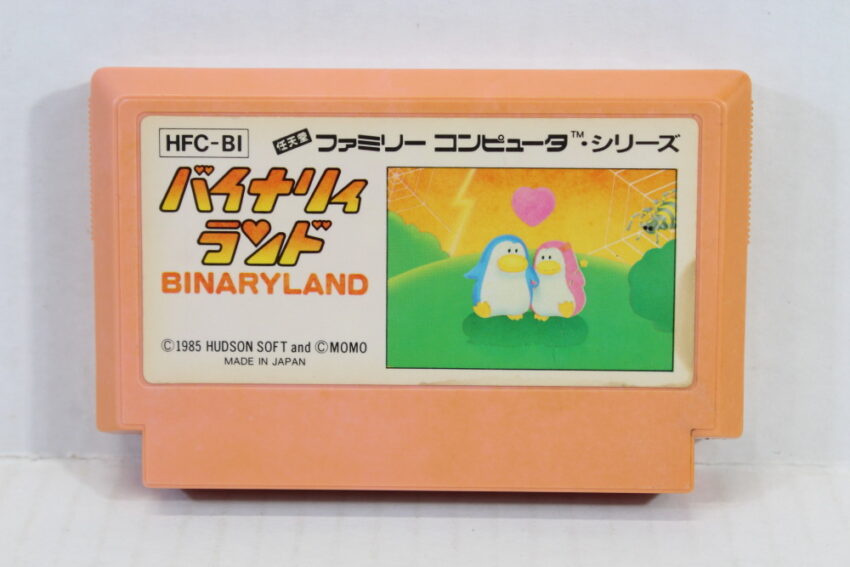 HFC-BI
任天堂 ファミリー コンピュータ™・シリーズ
バイナリィ
ランド
BINARYLAND
©1985 HUDSON SOFT and ©MOMO
MADE IN JAPAN